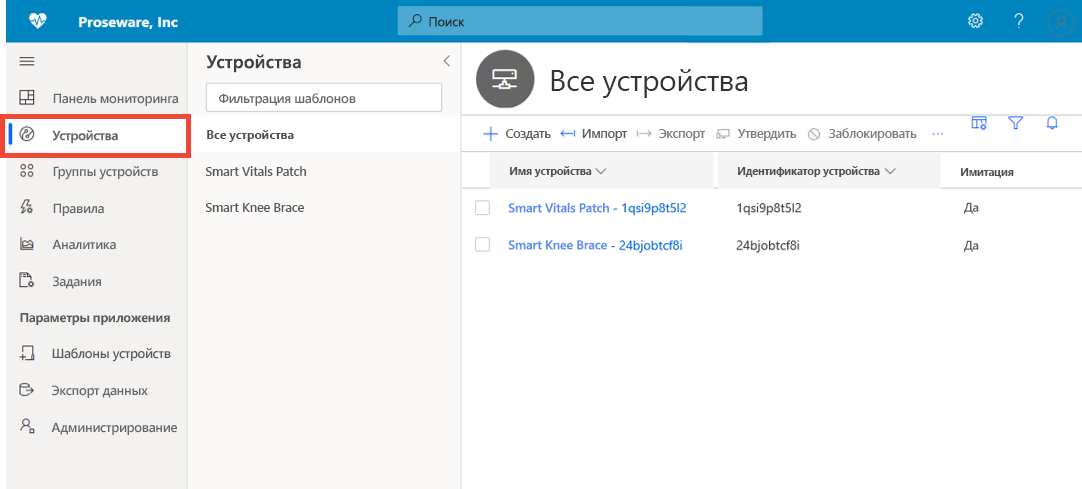 Proseware, Inc
Поиск
?
Панель мониторинга
Устройства
Группы устройств
Правила
Аналитика
Задания
Параметры приложения
Шаблоны устройств
Экспорт данных
Администрирование
Устройства
Фильтрация шаблонов
Все устройства
Smart Vitals Patch
Smart Knee Brace
Все устройства
Создать Импорт Экспорт Утвердить Заблокировать ...
Имя устройства Идентификатор устройства Имитация
Smart Vitals Patch - 1qsi9p8t5l2 1qsi9p8t5l2 Да
Smart Knee Brace - 24bjobtcf8i 24bjobtcf8i Да